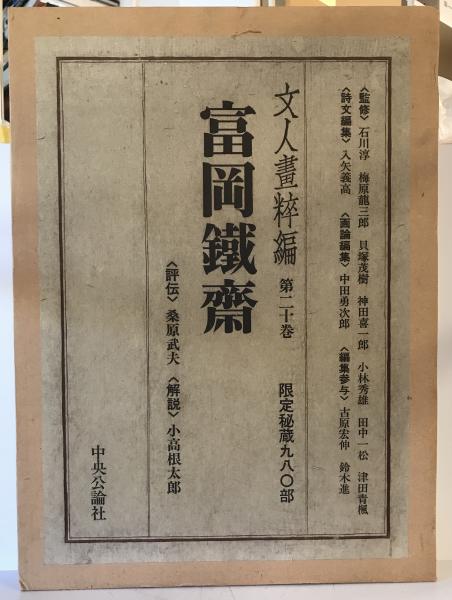 〈監修〉石川淳　梅原龍三郎　貝塚茂樹　神田喜一郎　小林秀雄　田中一松　津田青楓
〈詩文編集〉入矢義高　〈画論編集〉中田勇次郎　〈編集参与〉古原宏伸　鈴木進
文人畫粹編　第二十巻　限定秘蔵九八〇部
富岡鐵齋
〈評伝〉桑原武夫　〈解説〉小高根太郎
中央公論社